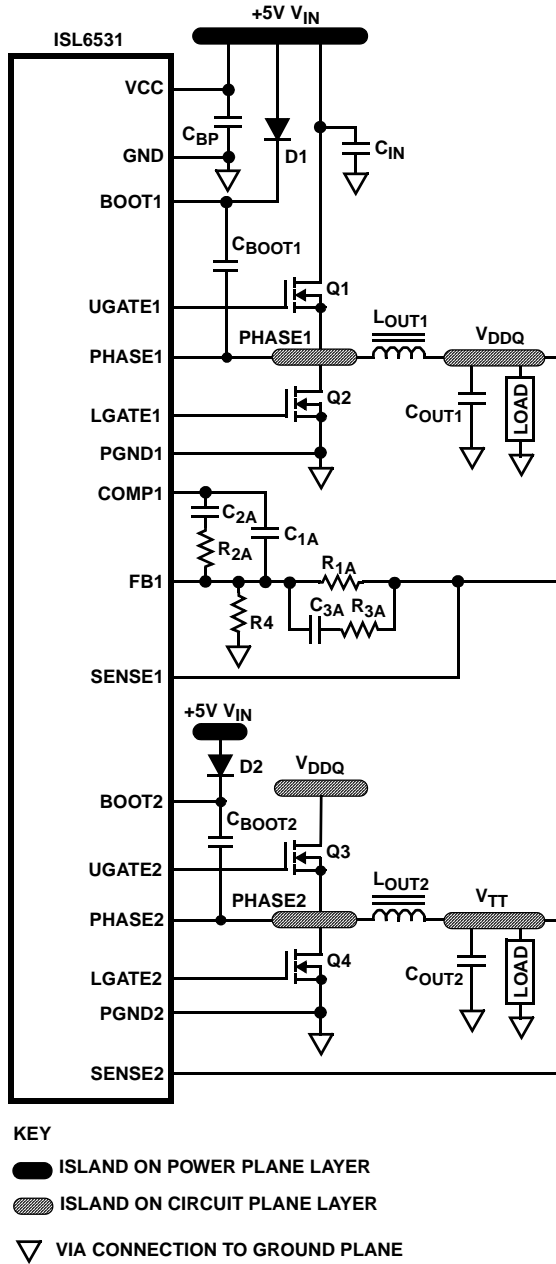 +5V VIN
ISL6531
VCC
CBP
GND
D1
CIN
BOOT1
CBOOT1
Q1
UGATE1
LOUT1
VDDQ
PHASE1
PHASE1
Q2
COUT1
LOAD
LGATE1
PGND1
COMP1
C2A
C1A
R2A
R1A
FB1
C3A
R3A
R4
SENSE1
+5V VIN
D2
VDDQ
BOOT2
CBOOT2
Q3
UGATE2
LOUT2
VTT
PHASE2
PHASE2
Q4
COUT2
LOAD
LGATE2
PGND2
SENSE2
KEY
ISLAND ON POWER PLANE LAYER
ISLAND ON CIRCUIT PLANE LAYER
VIA CONNECTION TO GROUND PLANE